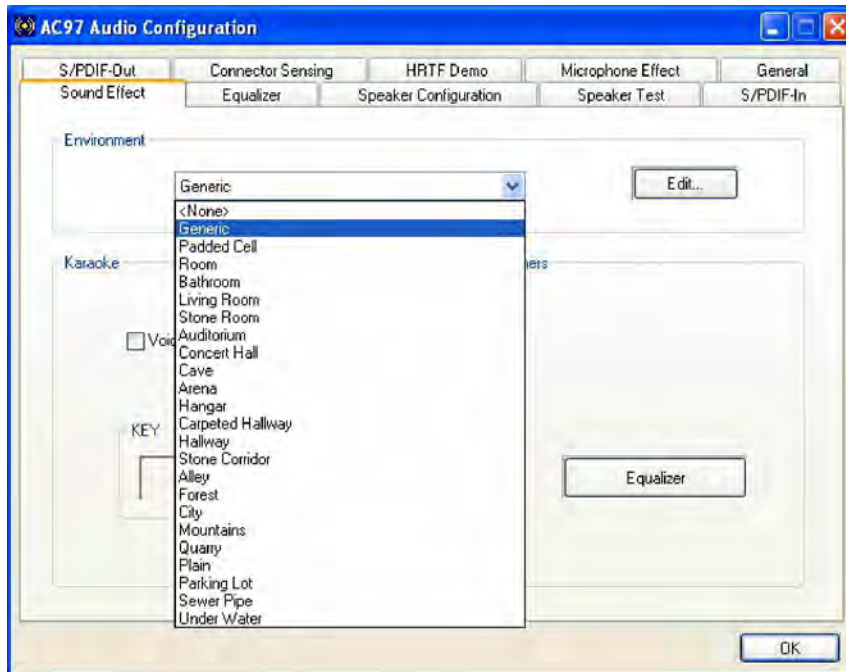 AC97 Audio Configuration
S/PDIF-Out Connector Sensing HRTF Demo Microphone Effect General
Sound Effect Equalizer Speaker Configuration Speaker Test S/PDIF-In
Environment
Generic Edit...
<None>
Generic
Padded Cell
Karaoke
Room
Bathroom
Living Room
Stone Room
Auditorium
Concert Hall
Cave
Arena
Hangar
KEY
Carpeted Hallway
Hallway
Stone Corridor
Alley
Equalizer
Forest
City
Mountains
Quarry
Plain
Parking Lot
Sewer Pipe
Under Water
OK